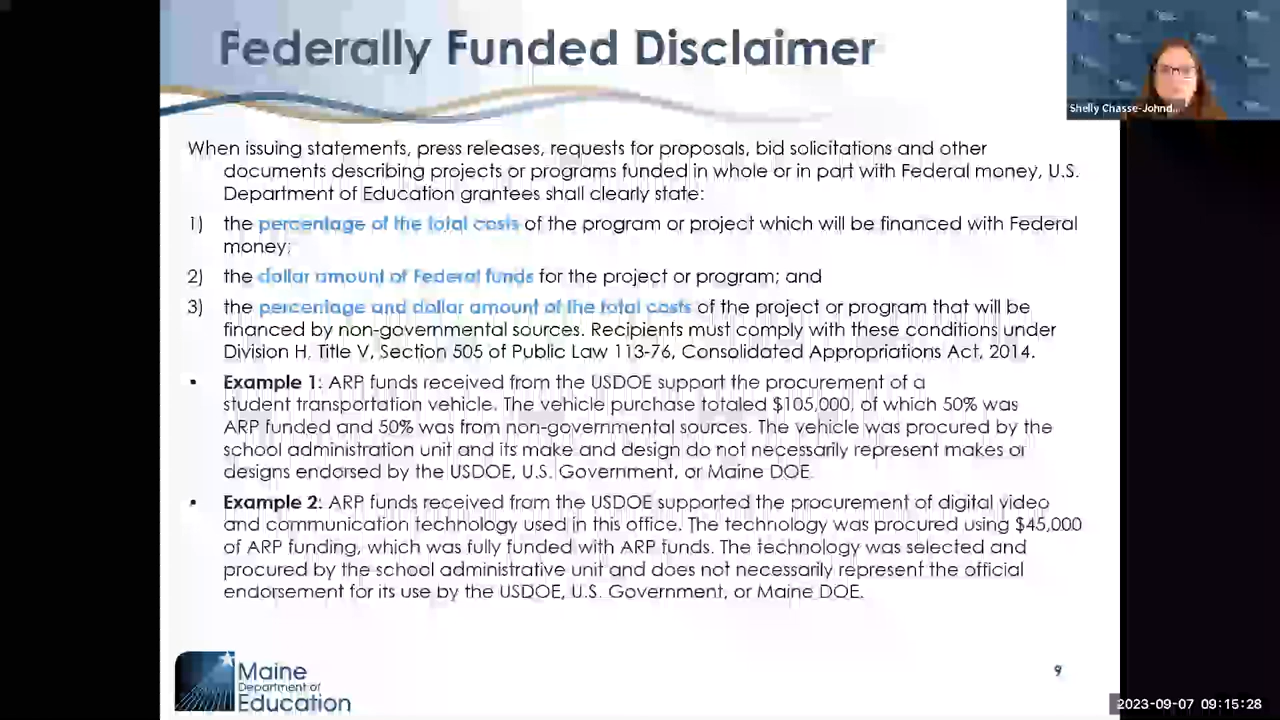 Federally Funded Disclaimer
Shelly Chasse-Johnd...
When issuing statements, press releases, requests for proposals, bid solicitations and other
documents describing projects or programs funded in whole or in part with Federal money, U.S.
Department of Education grantees shall clearly state:
1) the percentage of the total costs of the program or project which will be financed with Federal
money;
2) the dollar amount of Federal funds for the project or program; and
3) the percentage and dollar amount of the total costs of the project or program that will be
financed by non-governmental sources. Recipients must comply with these conditions under
Division H, Title V, Section 505 of Public Law 113-76, Consolidated Appropriations Act, 2014.
• Example 1: ARP funds received from the USDOE support the procurement of a
student transportation vehicle. The vehicle purchase totaled $105,000, of which 50% was
ARP funded and 50% was from non-governmental sources. The vehicle was procured by the
school administration unit and its make and design do not necessarily represent makes or
designs endorsed by the USDOE, U.S. Government, or Maine DOE.
• Example 2: ARP funds received from the USDOE supported the procurement of digital video
and communication technology used in this office. The technology was procured using $45,000
of ARP funding, which was fully funded with ARP funds. The technology was selected and
procured by the school administrative unit and does not necessarily represent the official
endorsement for its use by the USDOE, U.S. Government, or Maine DOE.
Maine
Department of
Education
9
2023-09-07 09:15:28